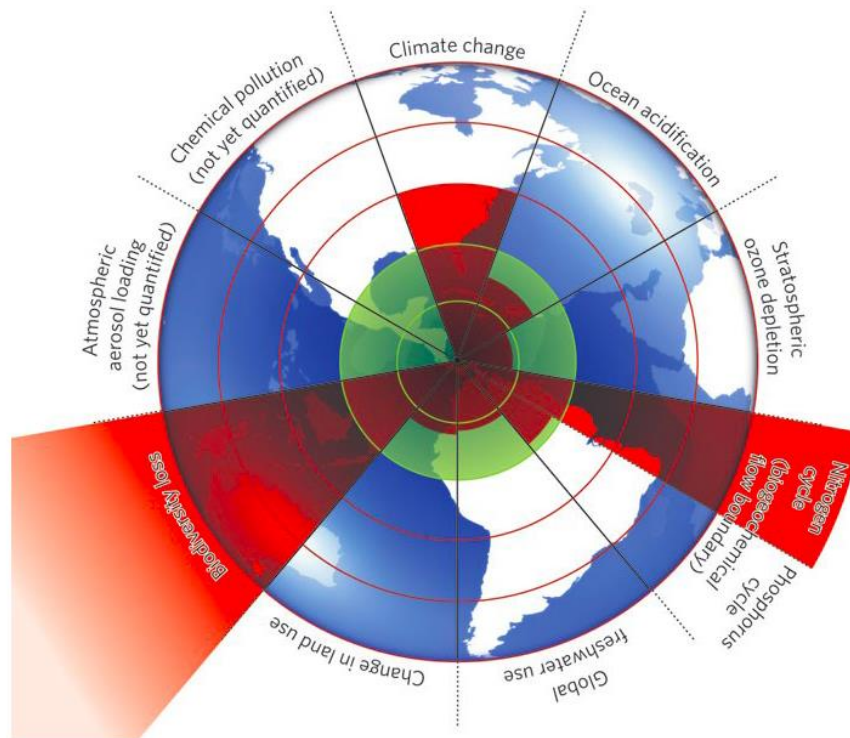 Climate change
Ocean acidification
Stratospheric
ozone depletion
Nitrogen
cycle
(biogeochemical
flow boundary)
Phosphorus
cycle
Global
freshwater use
Change in land use
Biodiversity loss
Atmospheric
aerosol loading
(not yet quantified)
Chemical pollution
(not yet quantified)